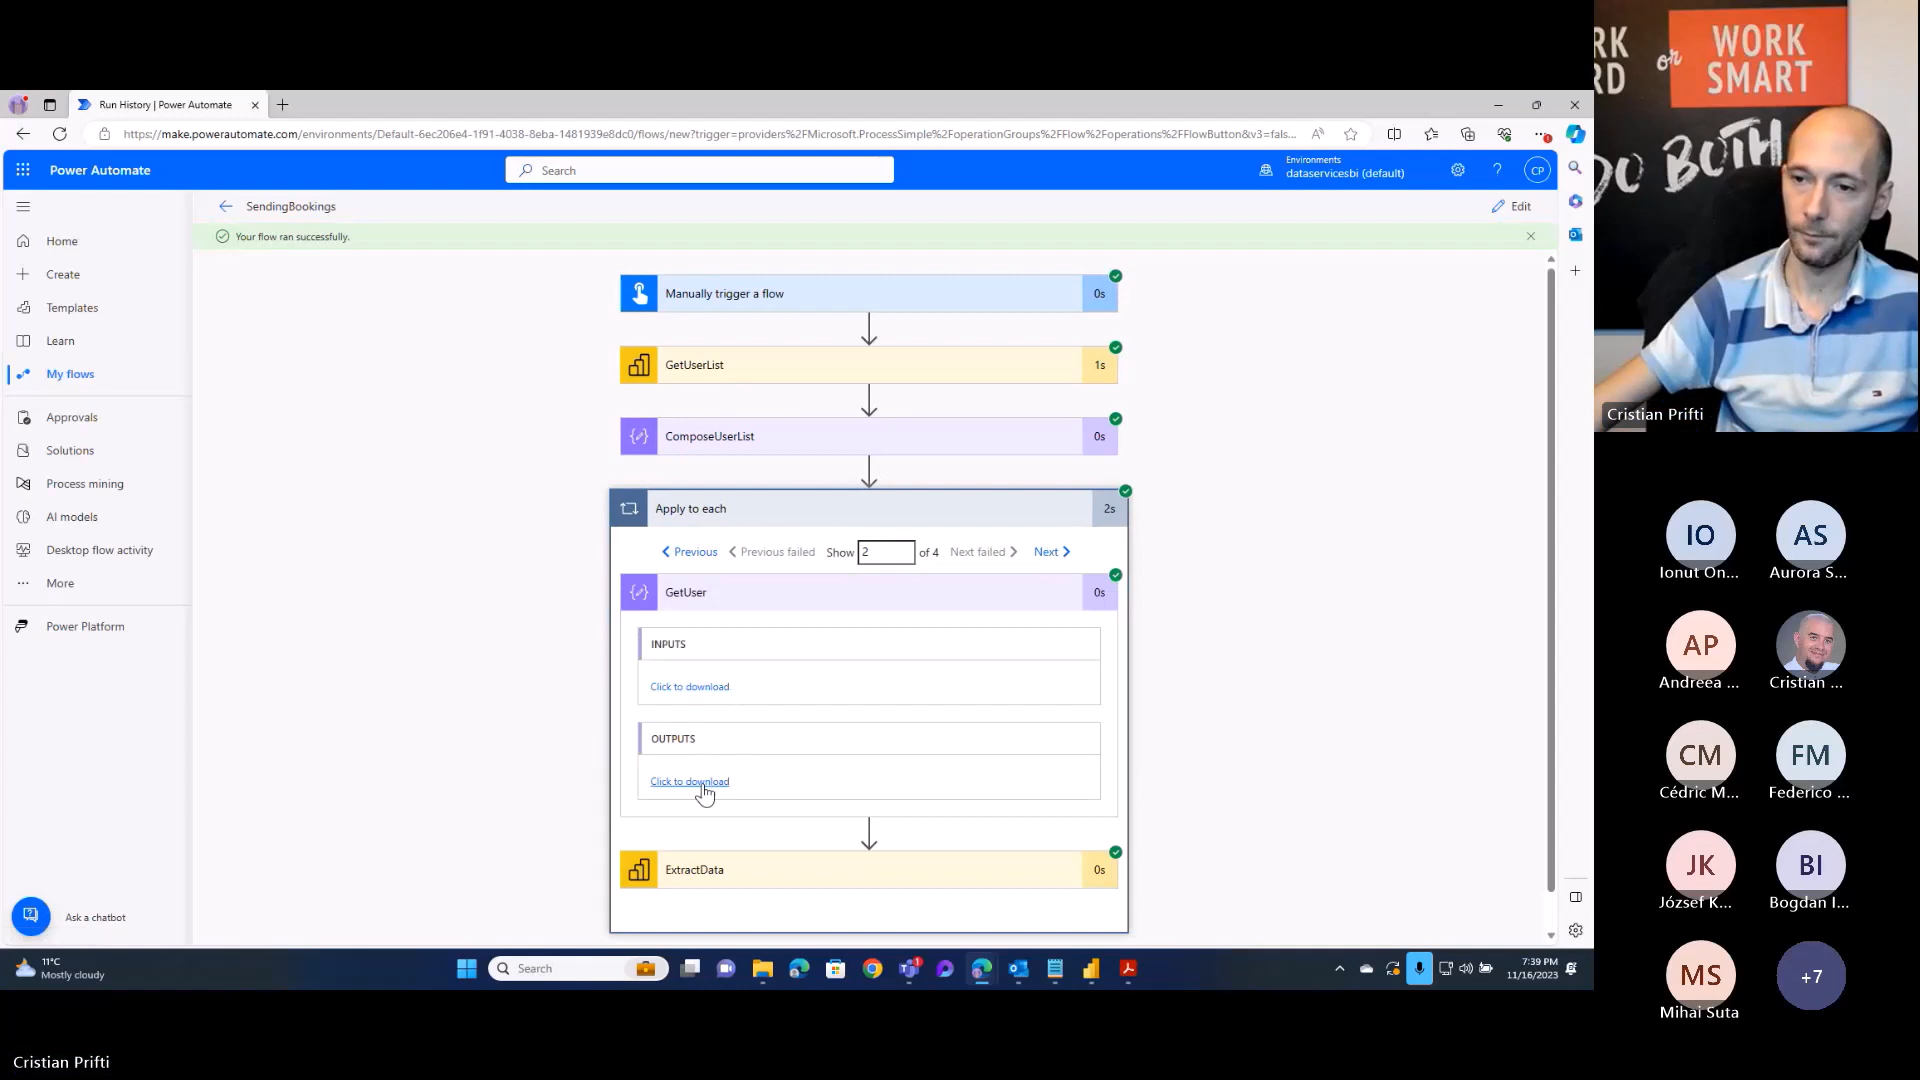 Run History | Power Automate
https://make.powerautomate.com/environments/Default-6ec206e4-1f91-4038-8eba-1481939e8dc0/flows/new?trigger=providers%2FMicrosoft.ProcessSimple%2FoperationGroups%2FFlow%2Foperations%2FFlowButton&v3=fals...
Power Automate
Search
Environments
dataservicesbi (default)
CP
SendingBookings
Edit
Your flow ran successfully.
Home
Create
Templates
Learn
My flows
Approvals
Solutions
Process mining
AI models
Desktop flow activity
More
Power Platform
Ask a chatbot
Manually trigger a flow
0s
GetUserList
1s
ComposeUserList
0s
Apply to each
2s
Previous
Previous failed
Show 2 of 4
Next failed
Next
GetUser
0s
INPUTS
Click to download
OUTPUTS
Click to download
ExtractData
0s
11°C
Mostly cloudy
Search
7:39 PM
11/16/2023
RK
RD
or
WORK
SMART
DO BOTH
Cristian Prifti
IO
Ionut On...
AS
Aurora S...
AP
Andreea ...
Cristian ...
CM
Cédric M...
FM
Federico ...
JK
József K...
BI
Bogdan I...
MS
Mihai Suta
+7
Cristian Prifti